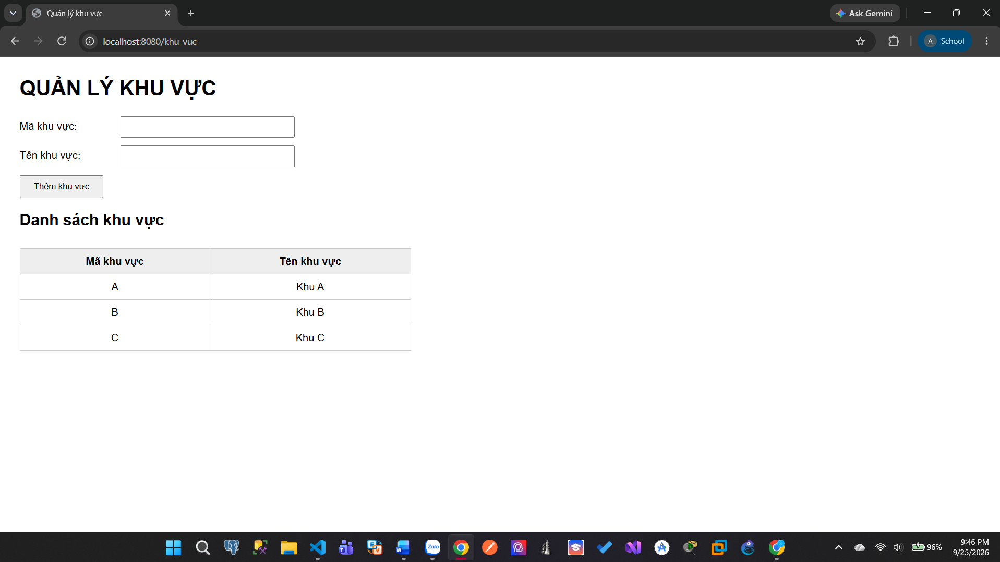 Quản lý khu vực
Ask Gemini
localhost:8080/khu-vuc
A School
QUẢN LÝ KHU VỰC
Mã khu vực:
Tên khu vực:
Thêm khu vực
Danh sách khu vực
Mã khu vực Tên khu vực
A Khu A
B Khu B
C Khu C
Zalo
96%
9:46 PM
9/25/2026